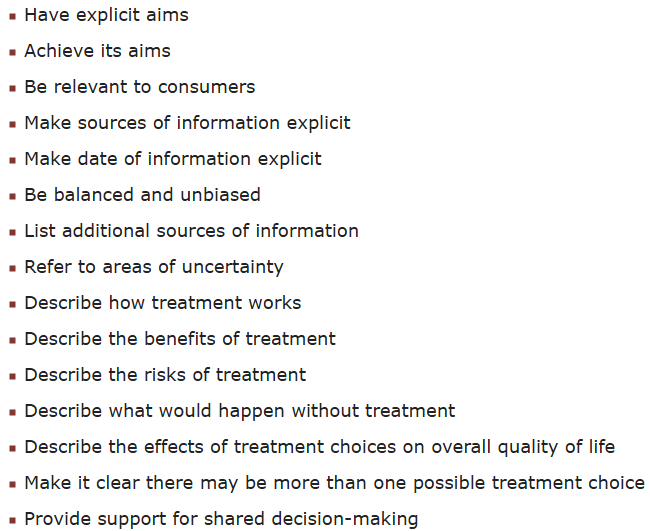 Have explicit aims
Achieve its aims
Be relevant to consumers
Make sources of information explicit
Make date of information explicit
Be balanced and unbiased
List additional sources of information
Refer to areas of uncertainty
Describe how treatment works
Describe the benefits of treatment
Describe the risks of treatment
Describe what would happen without treatment
Describe the effects of treatment choices on overall quality of life
Make it clear there may be more than one possible treatment choice
Provide support for shared decision-making